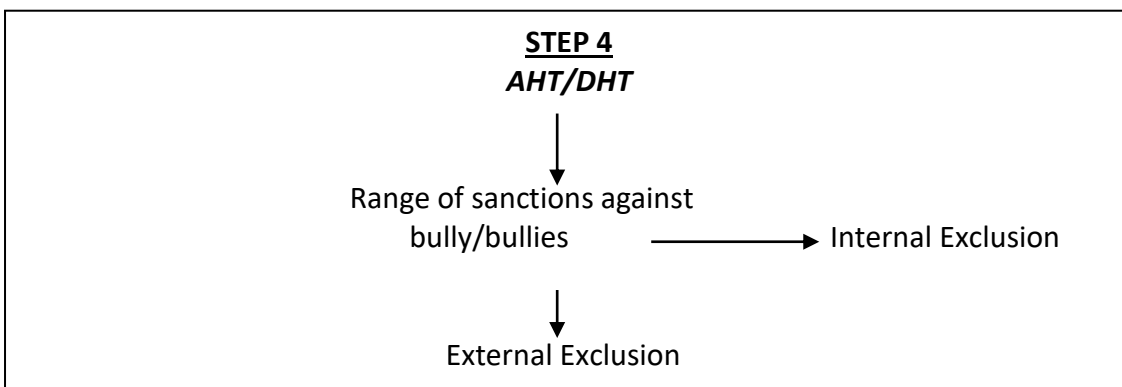 STEP 4
AHT/DHT
Range of sanctions against
bully/bullies
Internal Exclusion
External Exclusion